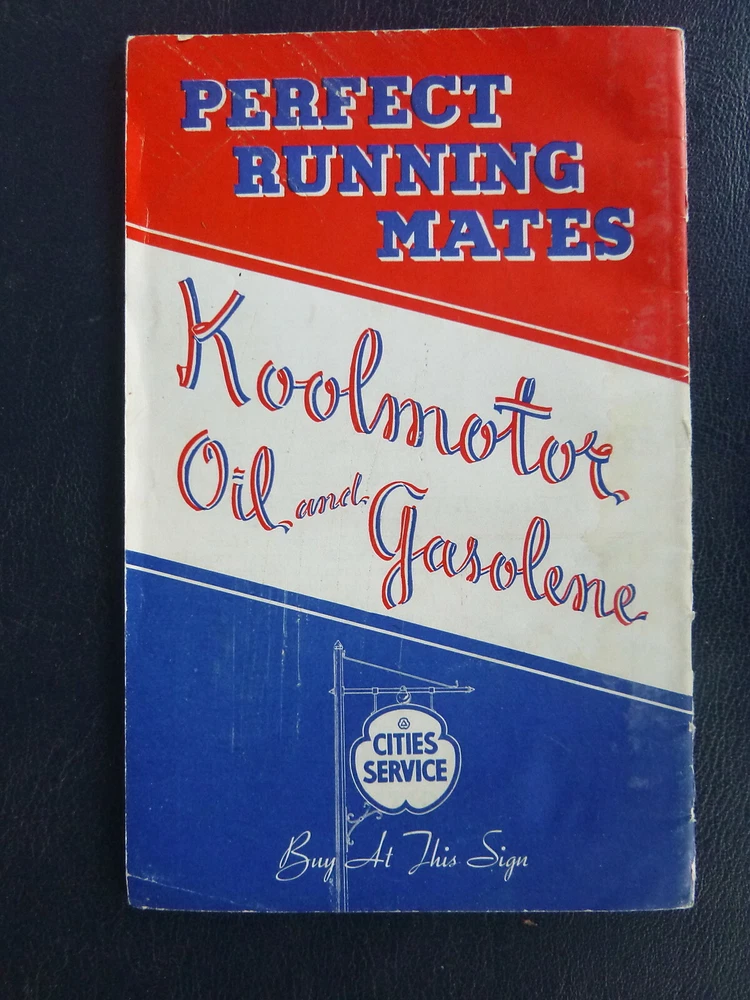 PERFECT
RUNNING
MATES
Koolmotor
Oil and Gasolene
CITIES
SERVICE
Buy At This Sign